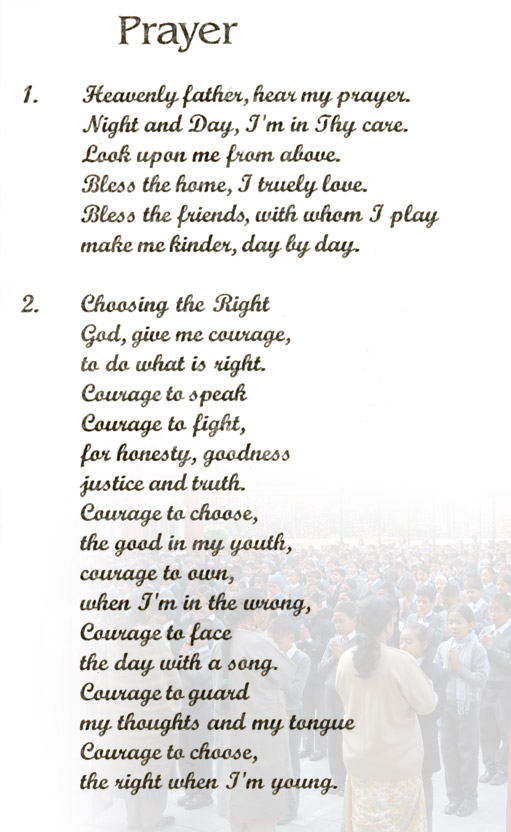 Prayer
1. Heavenly father, hear my prayer.
Night and Day, I'm in Thy care.
Look upon me from above.
Bless the home, I truely love.
Bless the friends, with whom I play
make me kinder, day by day.
2. Choosing the Right
God, give me courage,
to do what is right.
Courage to speak
Courage to fight,
for honesty, goodness
justice and truth.
Courage to choose,
the good in my youth,
courage to own,
when I'm in the wrong,
Courage to face
the day with a song.
Courage to guard
my thoughts and my tongue
Courage to choose,
the right when I'm young.